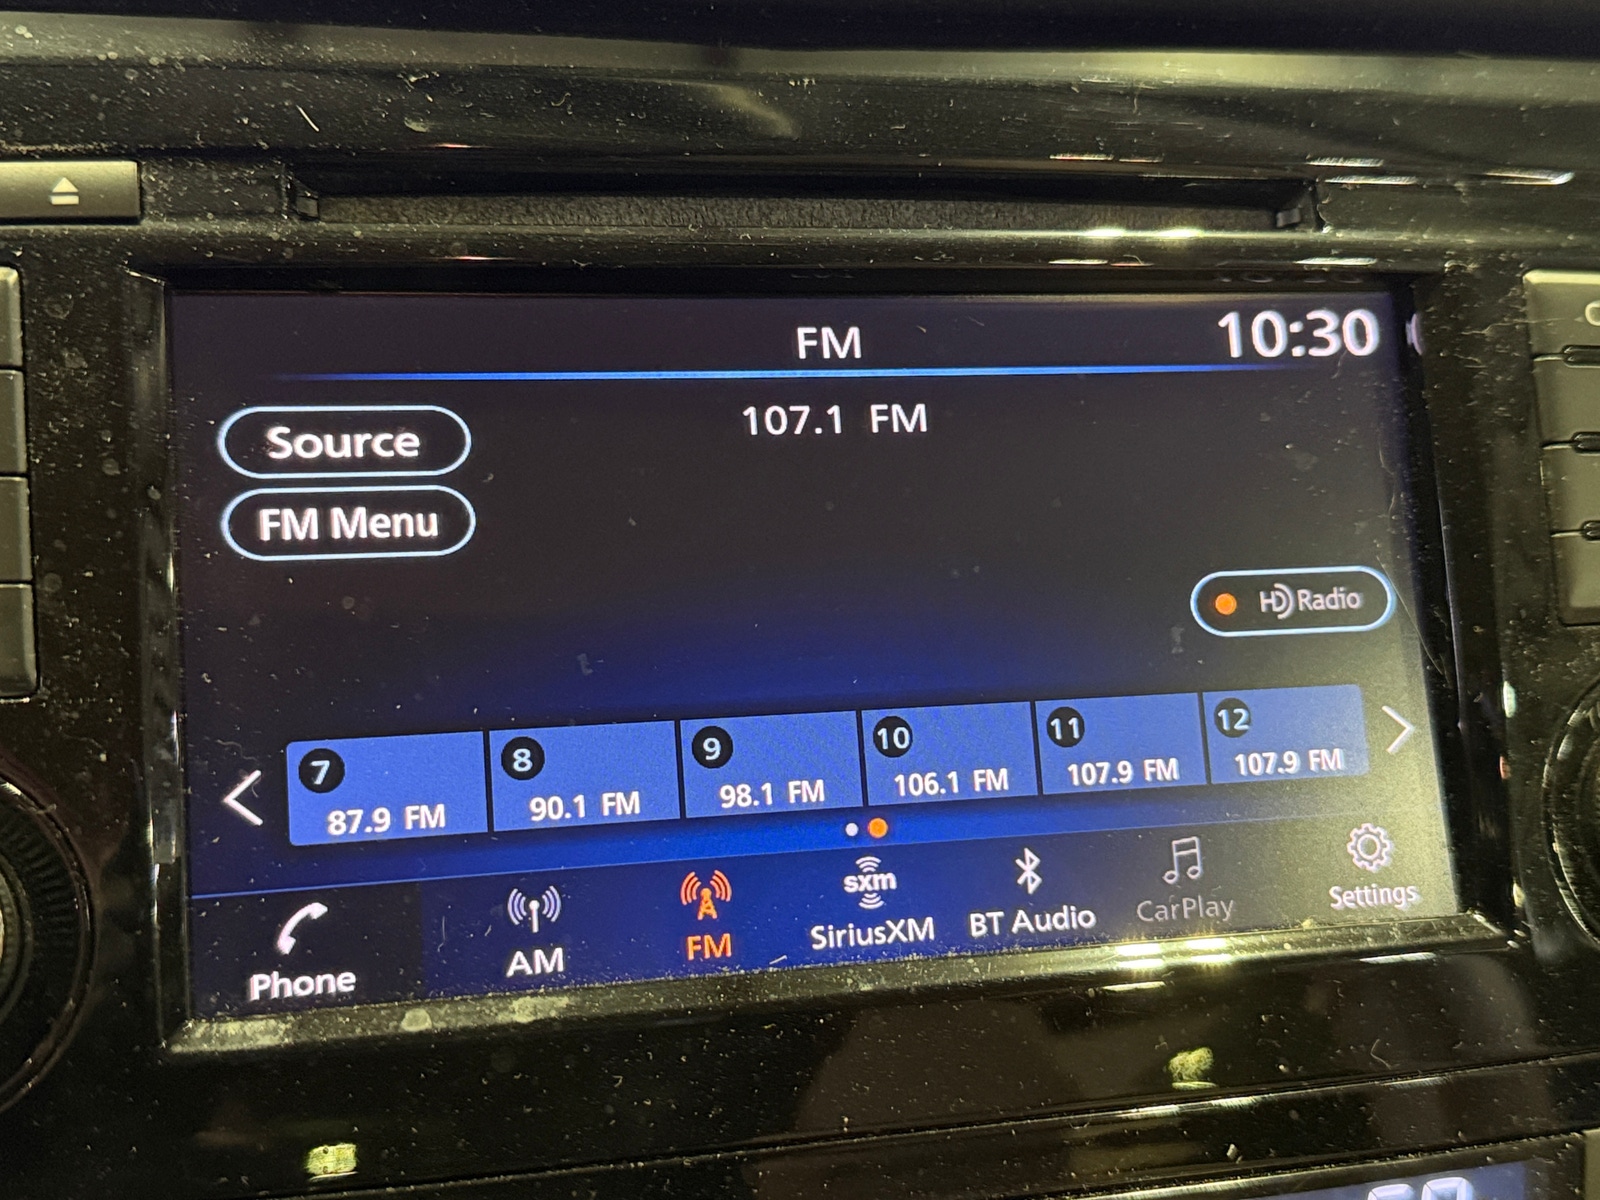 FM
10:30
107.1 FM
Source
FM Menu
HD Radio
7
8
9
10
11
12
87.9 FM
90.1 FM
98.1 FM
106.1 FM
107.9 FM
107.9 FM
Phone
AM
FM
sxm
SiriusXM
BT Audio
CarPlay
Settings